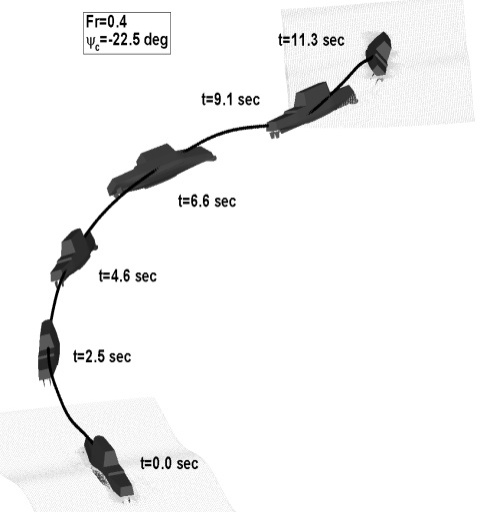 Fr=0.4
ψc=-22.5 deg
t=11.3 sec
t=9.1 sec
t=6.6 sec
t=4.6 sec
t=2.5 sec
t=0.0 sec